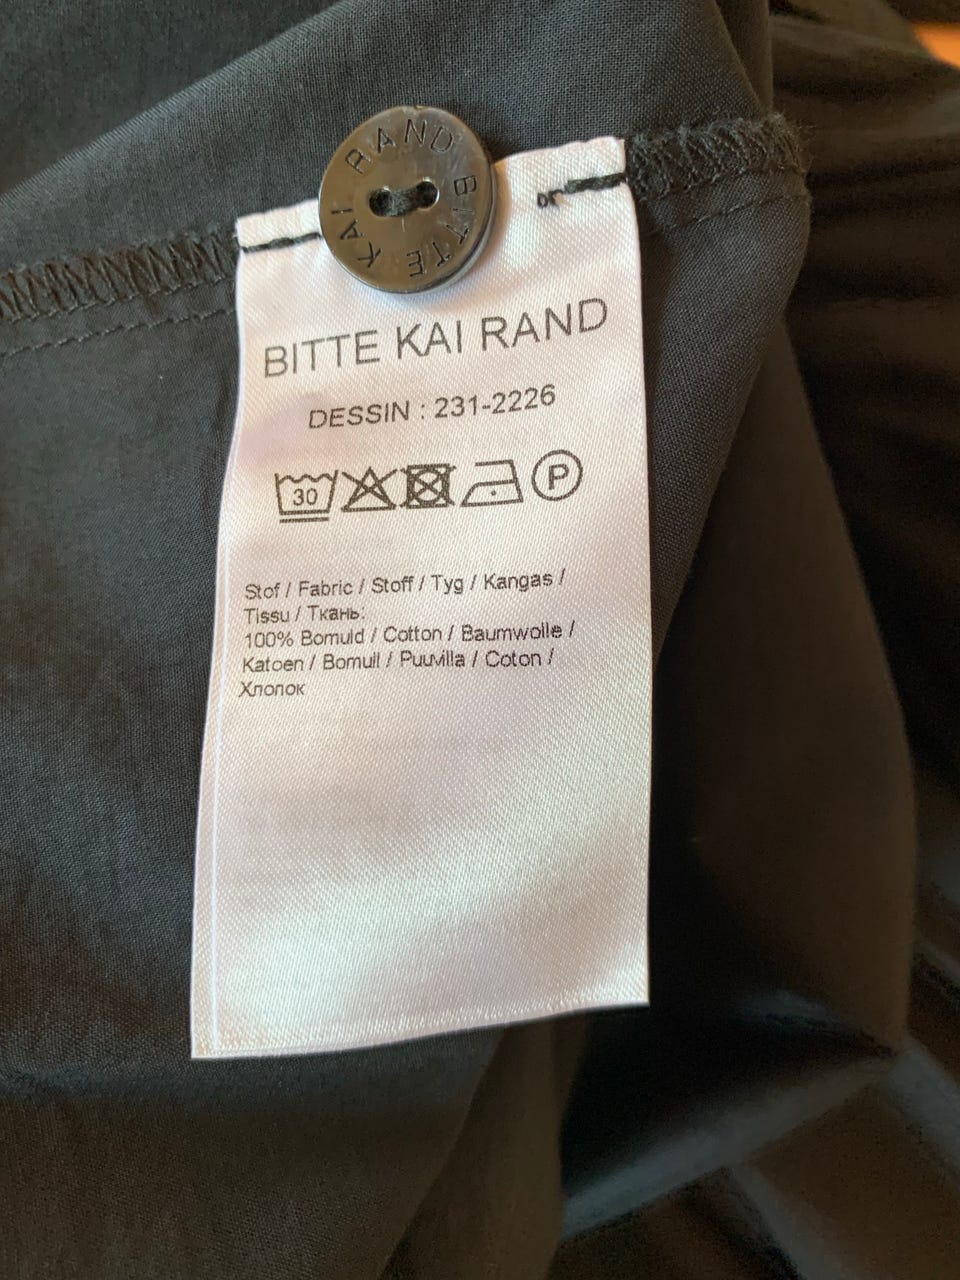 BITTE KAI RAND
BITTE KAI RAND
DESSIN : 231-2226
30 P
Stof / Fabric / Stoff / Tyg / Kangas /
Tissu / Ткань:
100% Bomuld / Cotton / Baumwolle /
Katoen / Bomull / Puuvilla / Coton /
Хлопок